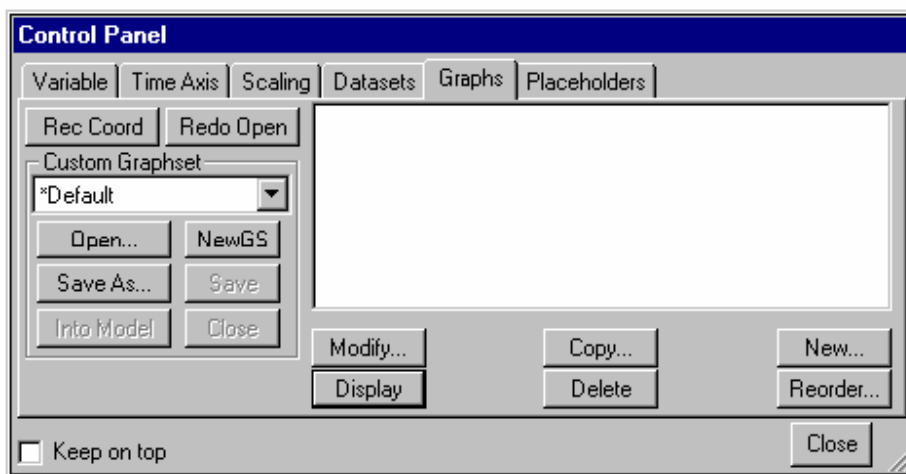 Control Panel
Variable Time Axis Scaling Datasets Graphs Placeholders
Rec Coord Redo Open
Custom Graphset
*Default
Open... NewGS
Save As... Save
Into Model Close
Modify... Copy... New...
Display Delete Reorder...
Keep on top Close